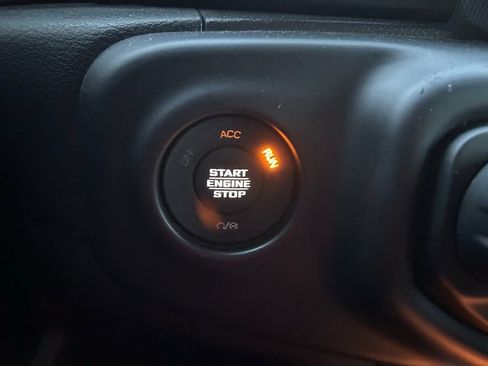 ACC
OFF
RUN
START
ENGINE
STOP